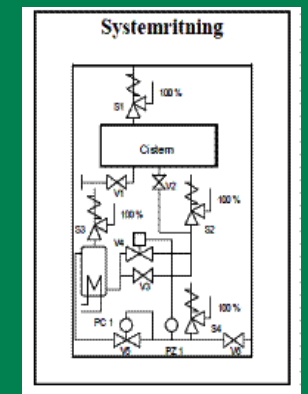 Systemritning
100%
S1
Cistern
V1
V2
S3
100%
100%
S2
V4
V3
100%
PC 1
S4
V5
PZ 1
V6